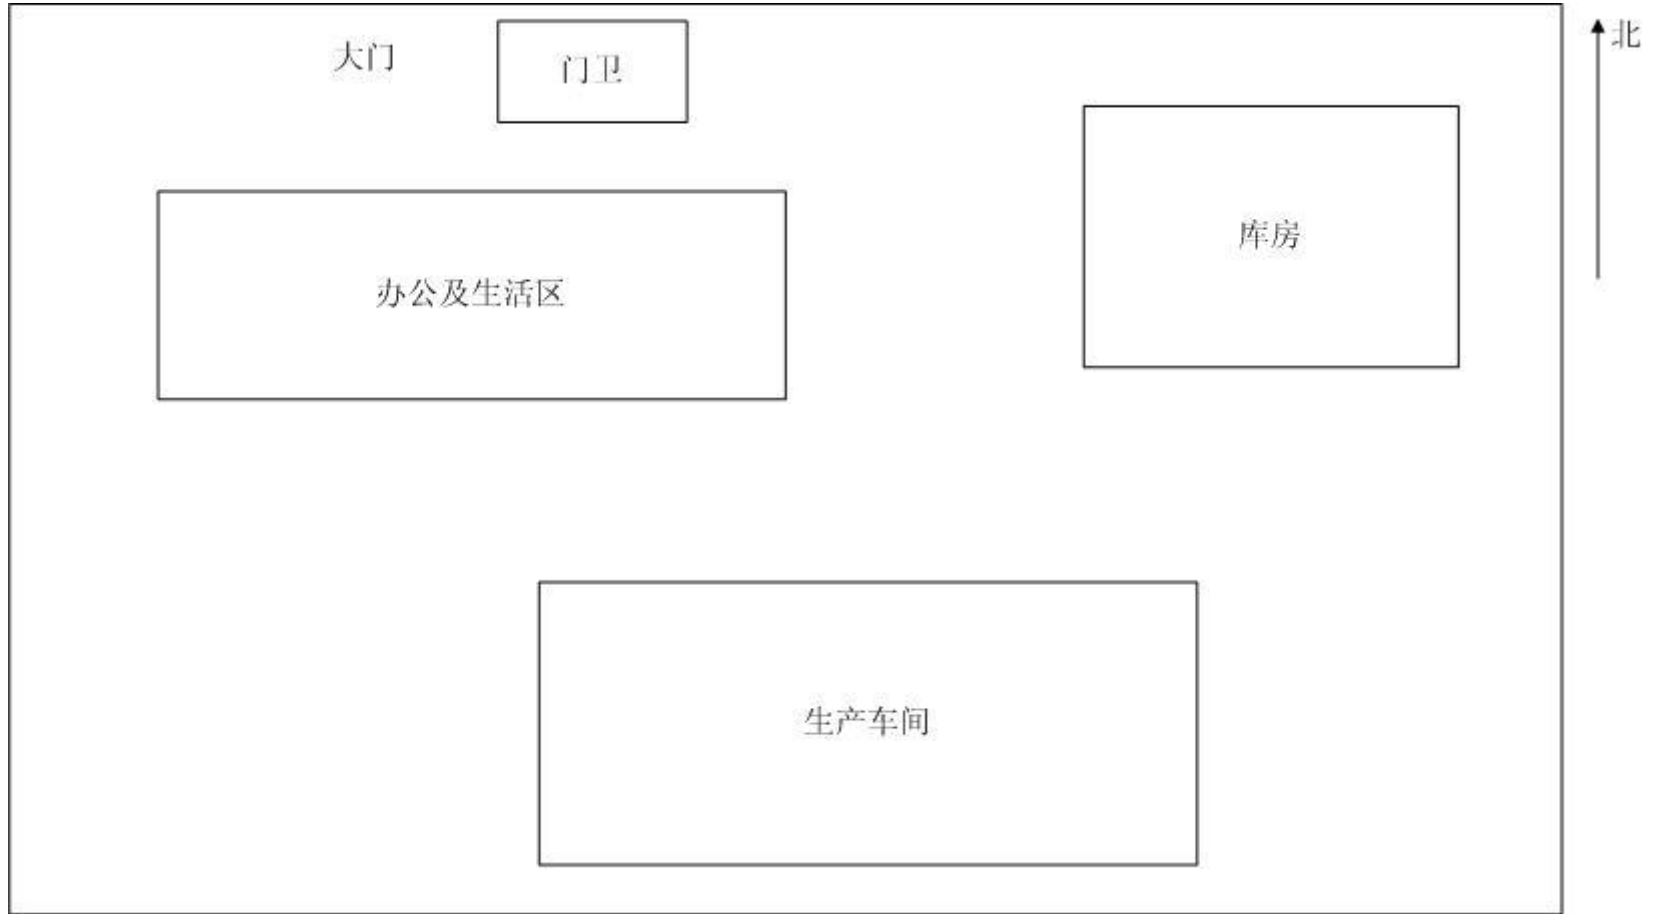 大门
门卫
北
库房
办公及生活区
生产车间